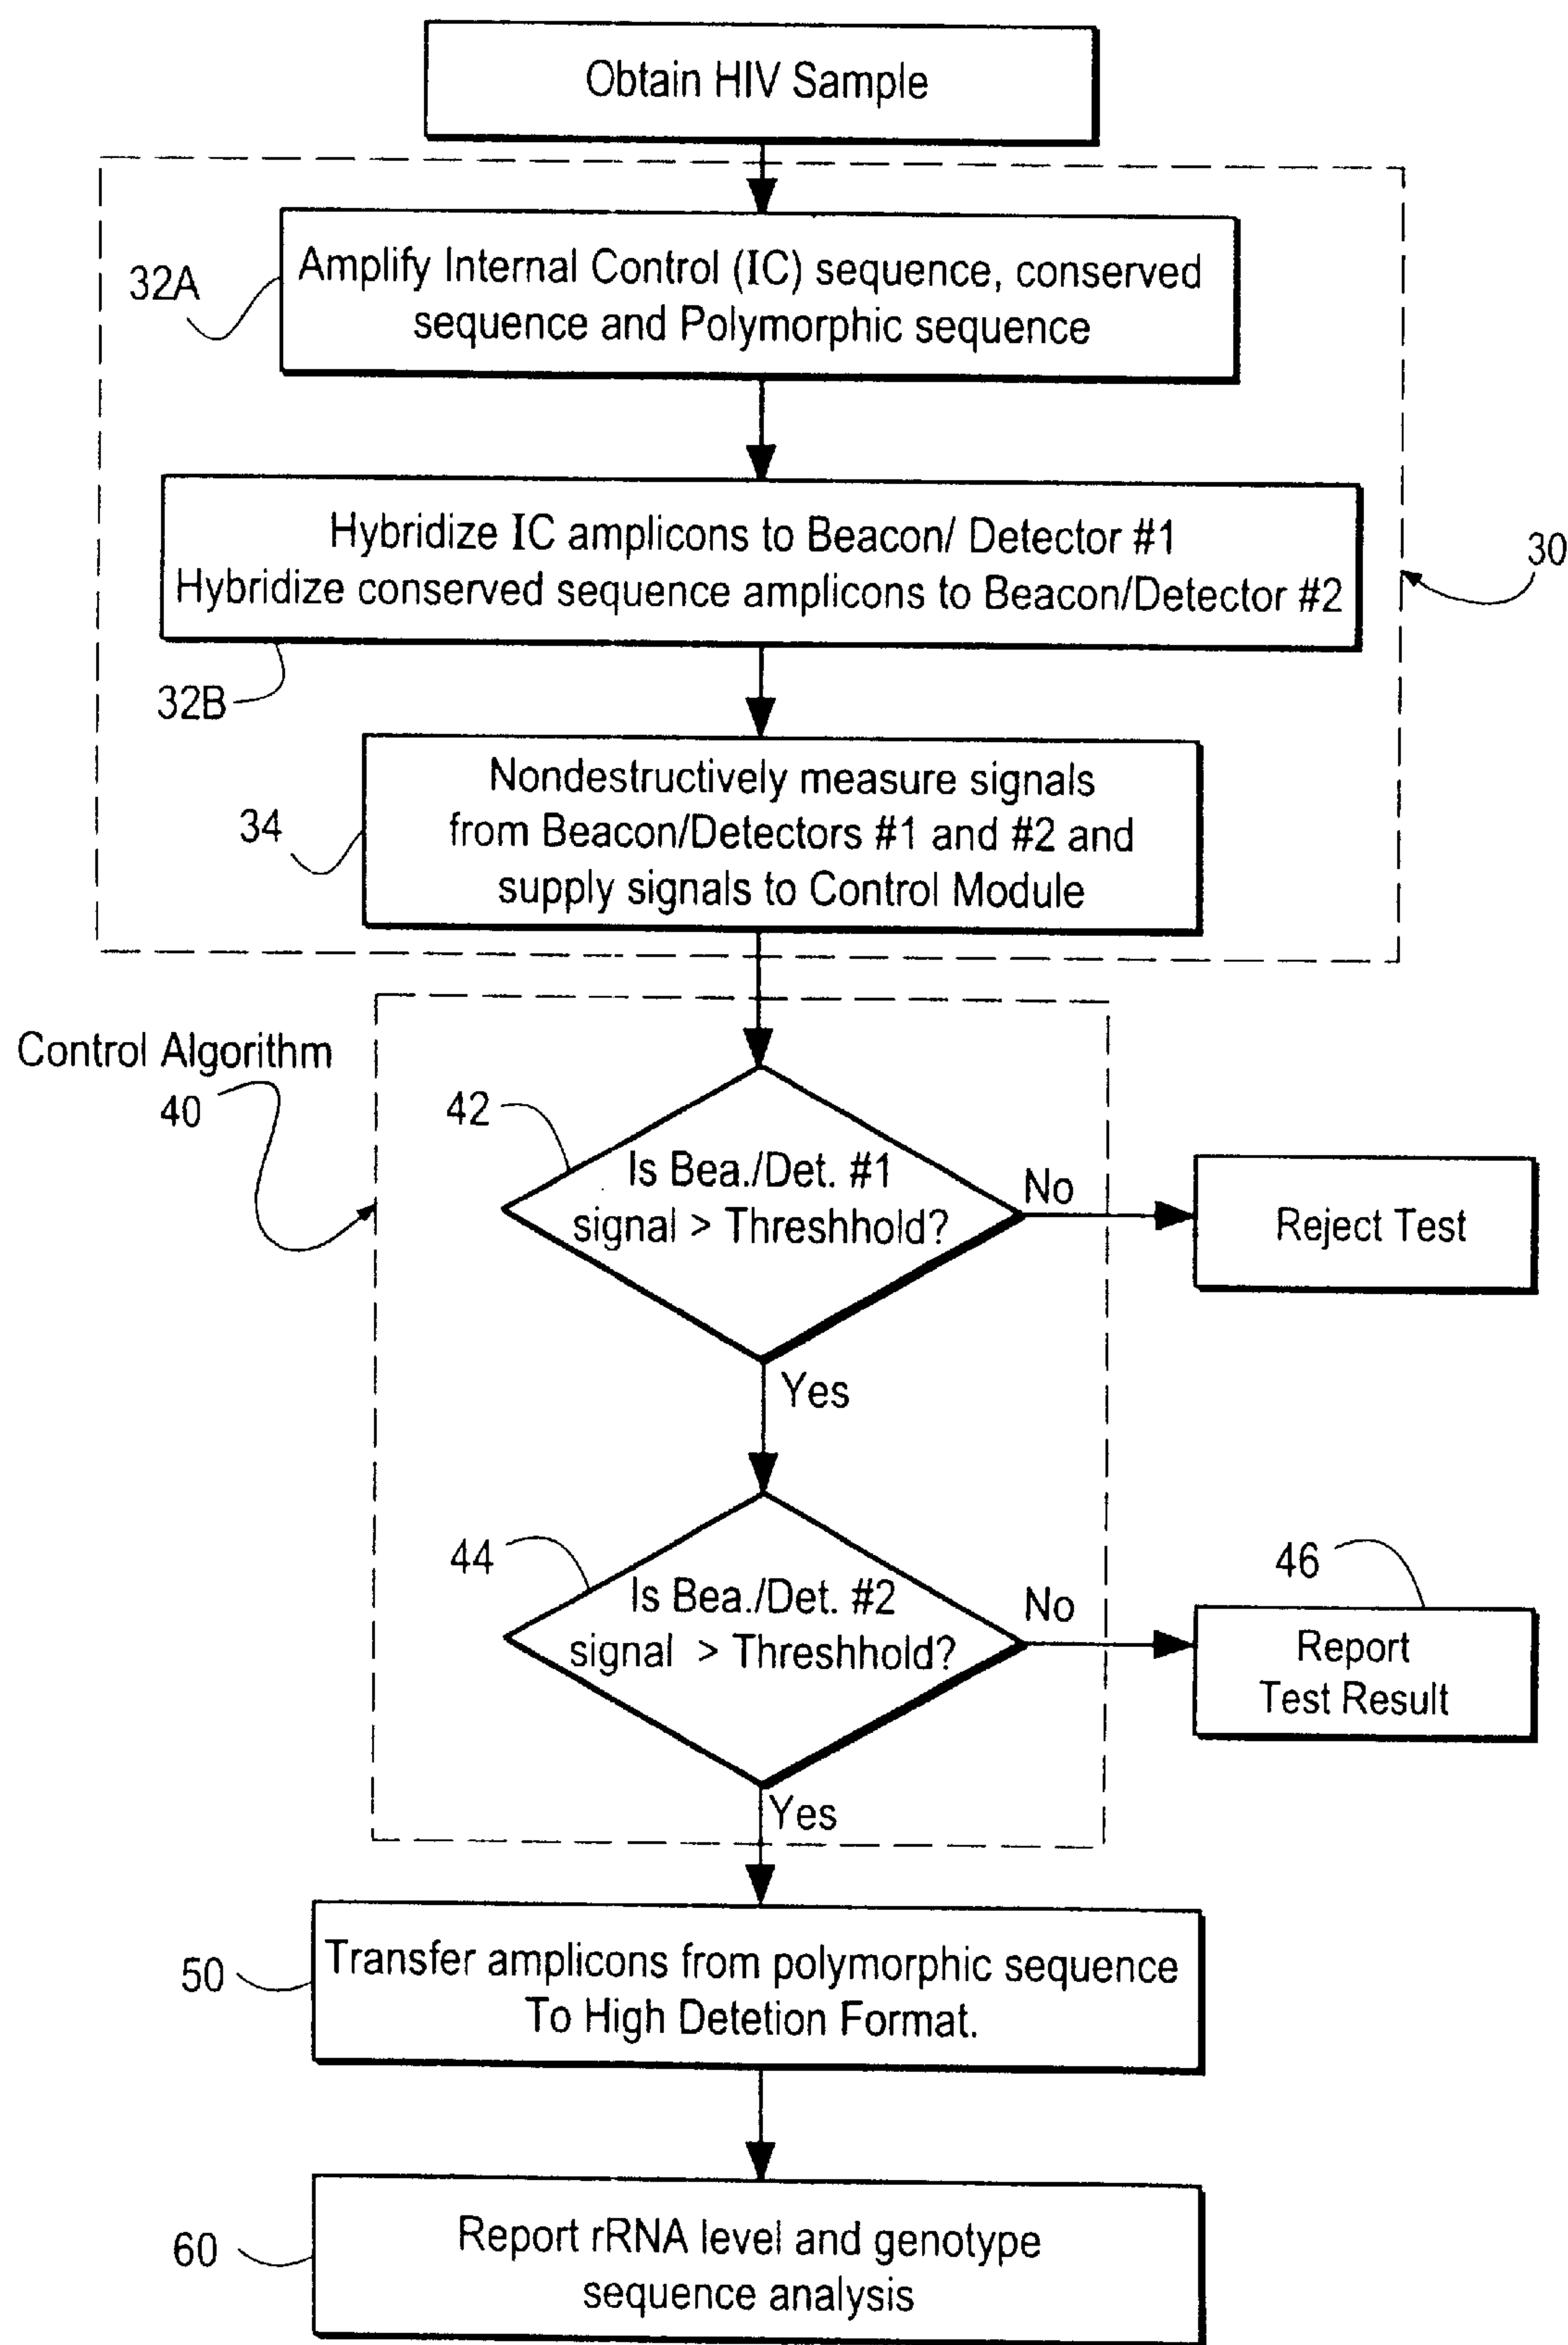 Obtain HIV Sample
32A
Amplify Internal Control (IC) sequence, conserved
sequence and Polymorphic sequence
Hybridize IC amplicons to Beacon/ Detector #1
Hybridize conserved sequence amplicons to Beacon/Detector #2
30
32B
34
Nondestructively measure signals
from Beacon/Detectors #1 and #2 and
supply signals to Control Module
Control Algorithm
40
42
Is Bea./Det. #1
signal > Threshhold?
No
Reject Test
Yes
44
Is Bea./Det. #2
signal > Threshhold?
No
46
Report
Test Result
Yes
50
Transfer amplicons from polymorphic sequence
To High Detetion Format.
60
Report rRNA level and genotype
sequence analysis